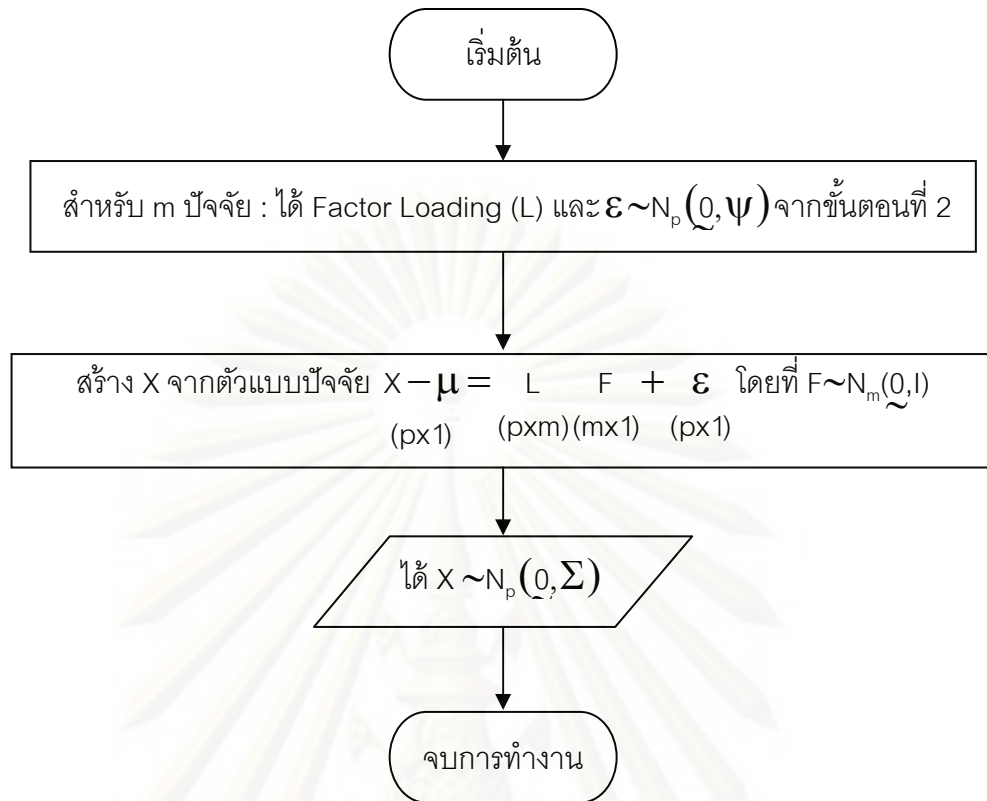 เริ่มต้น
สำหรับ m ปัจจัย : ได้ Factor Loading (L) และ ε ~ N_p(0̰, ψ) จากขั้นตอนที่ 2
สร้าง X จากตัวแบบปัจจัย X − μ = L F + ε โดยที่ F~N_m(0̰,I)
(px1) (pxm) (mx1) (px1)
ได้ X ~ N_p(0̰, Σ)
จบการทำงาน